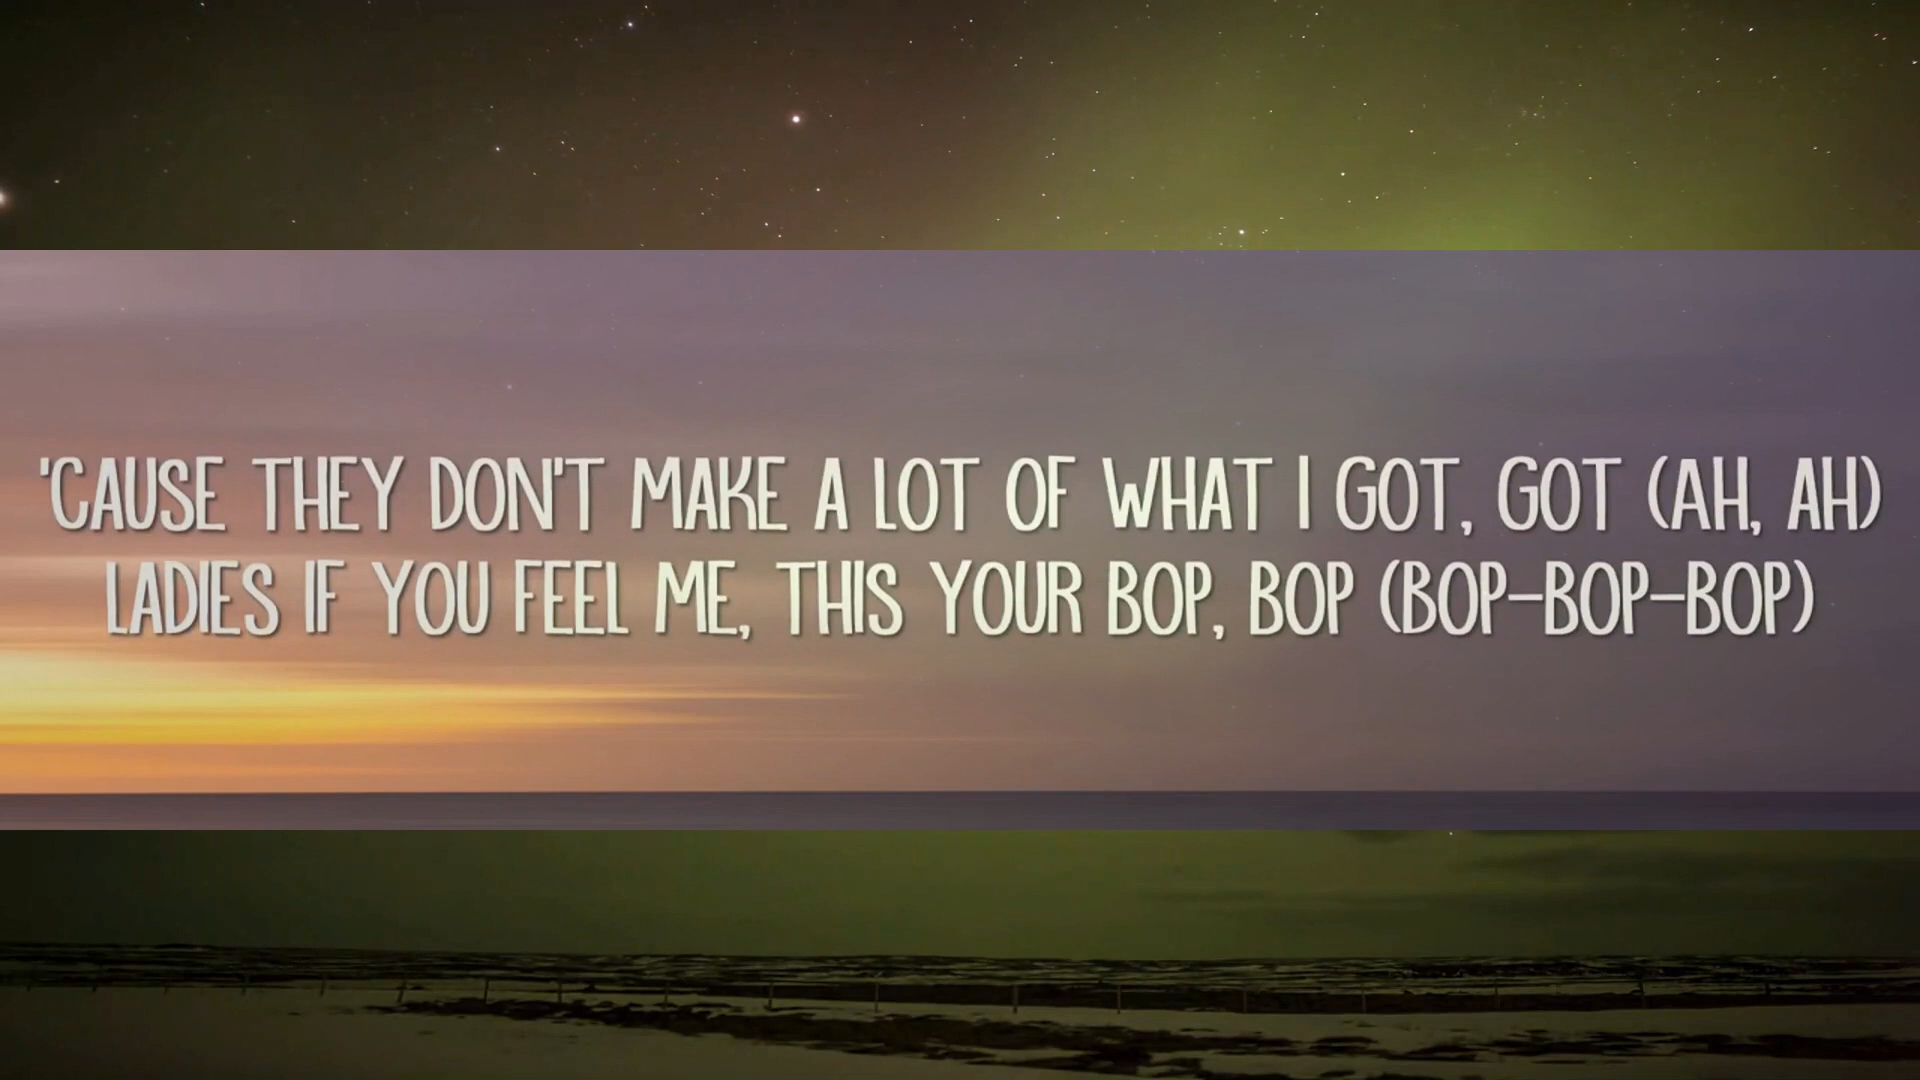 'CAUSE THEY DON'T MAKE A LOT OF WHAT I GOT, GOT (AH, AH)
LADIES IF YOU FEEL ME, THIS YOUR BOP, BOP (BOP-BOP-BOP)